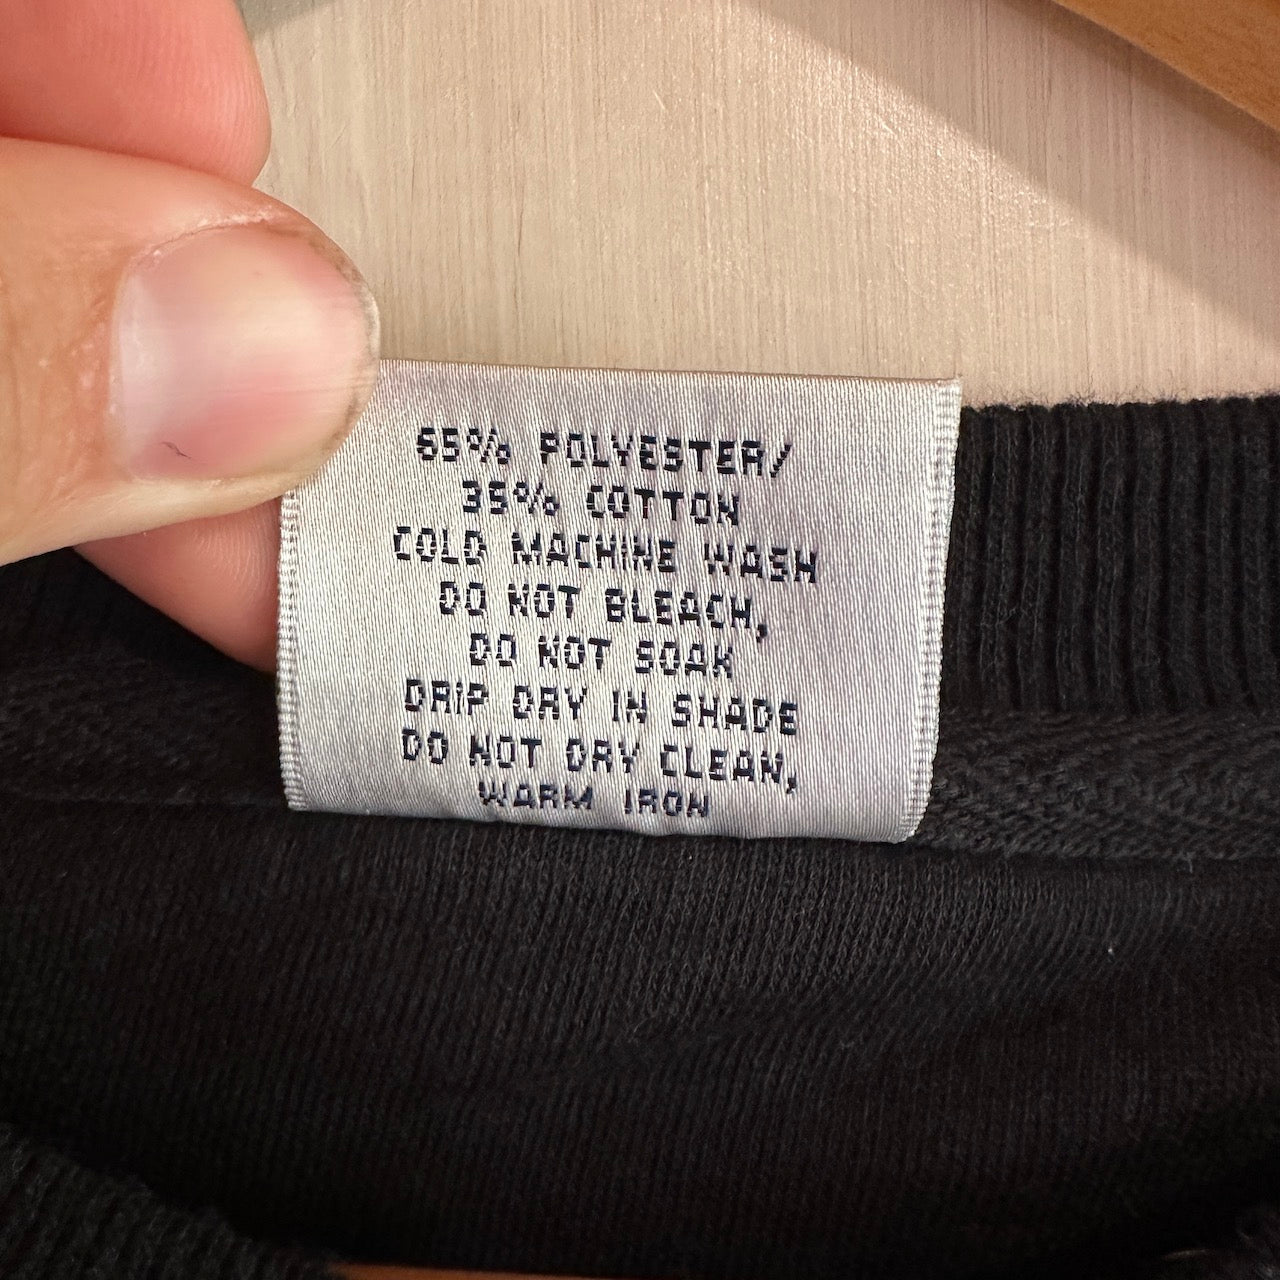 65% POLYESTER/
35% COTTON
COLD MACHINE WASH
DO NOT BLEACH,
DO NOT SOAK
DRIP DRY IN SHADE
DO NOT DRY CLEAN,
WARM IRON